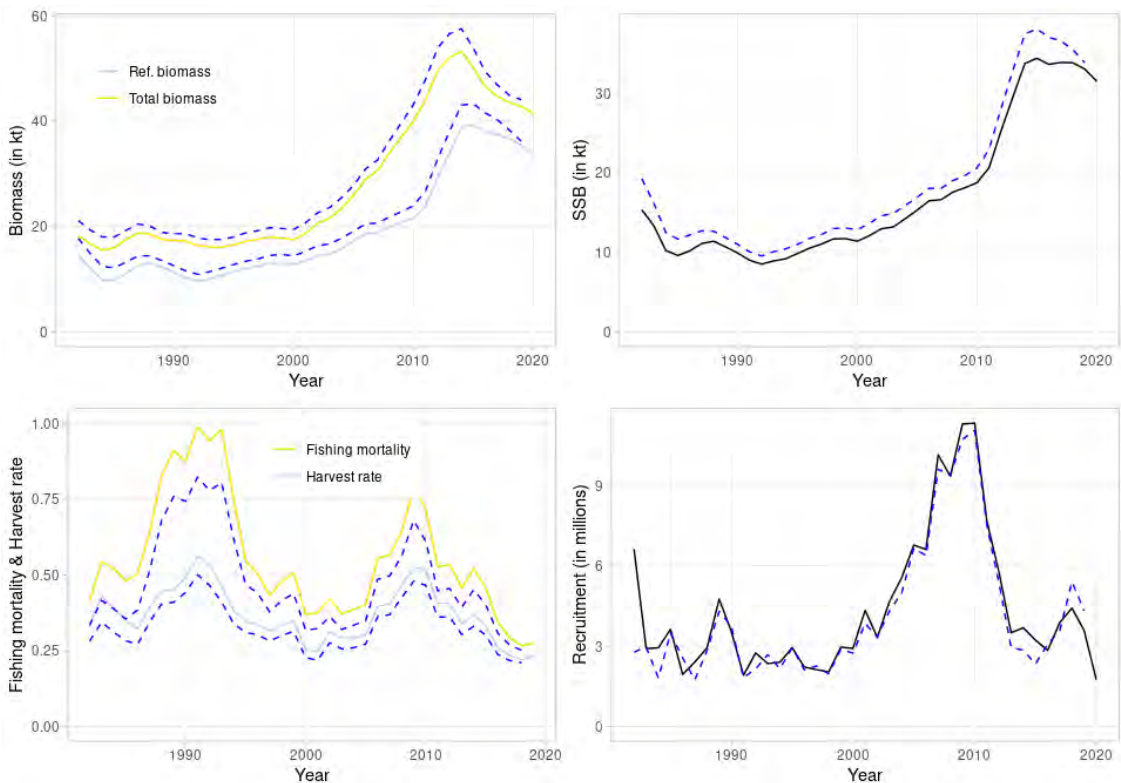 60
40
20
0
Biomass (in kt)
Ref. biomass
Total biomass
1990
2000
2010
2020
Year
30
20
10
0
SSB (in kt)
1990
2000
2010
2020
Year
1.00
0.75
0.50
0.25
0.00
Fishing mortality & Harvest rate
Fishing mortality
Harvest rate
1990
2000
2010
2020
Year
9
6
3
0
Recruitment (in millions)
1990
2000
2010
2020
Year